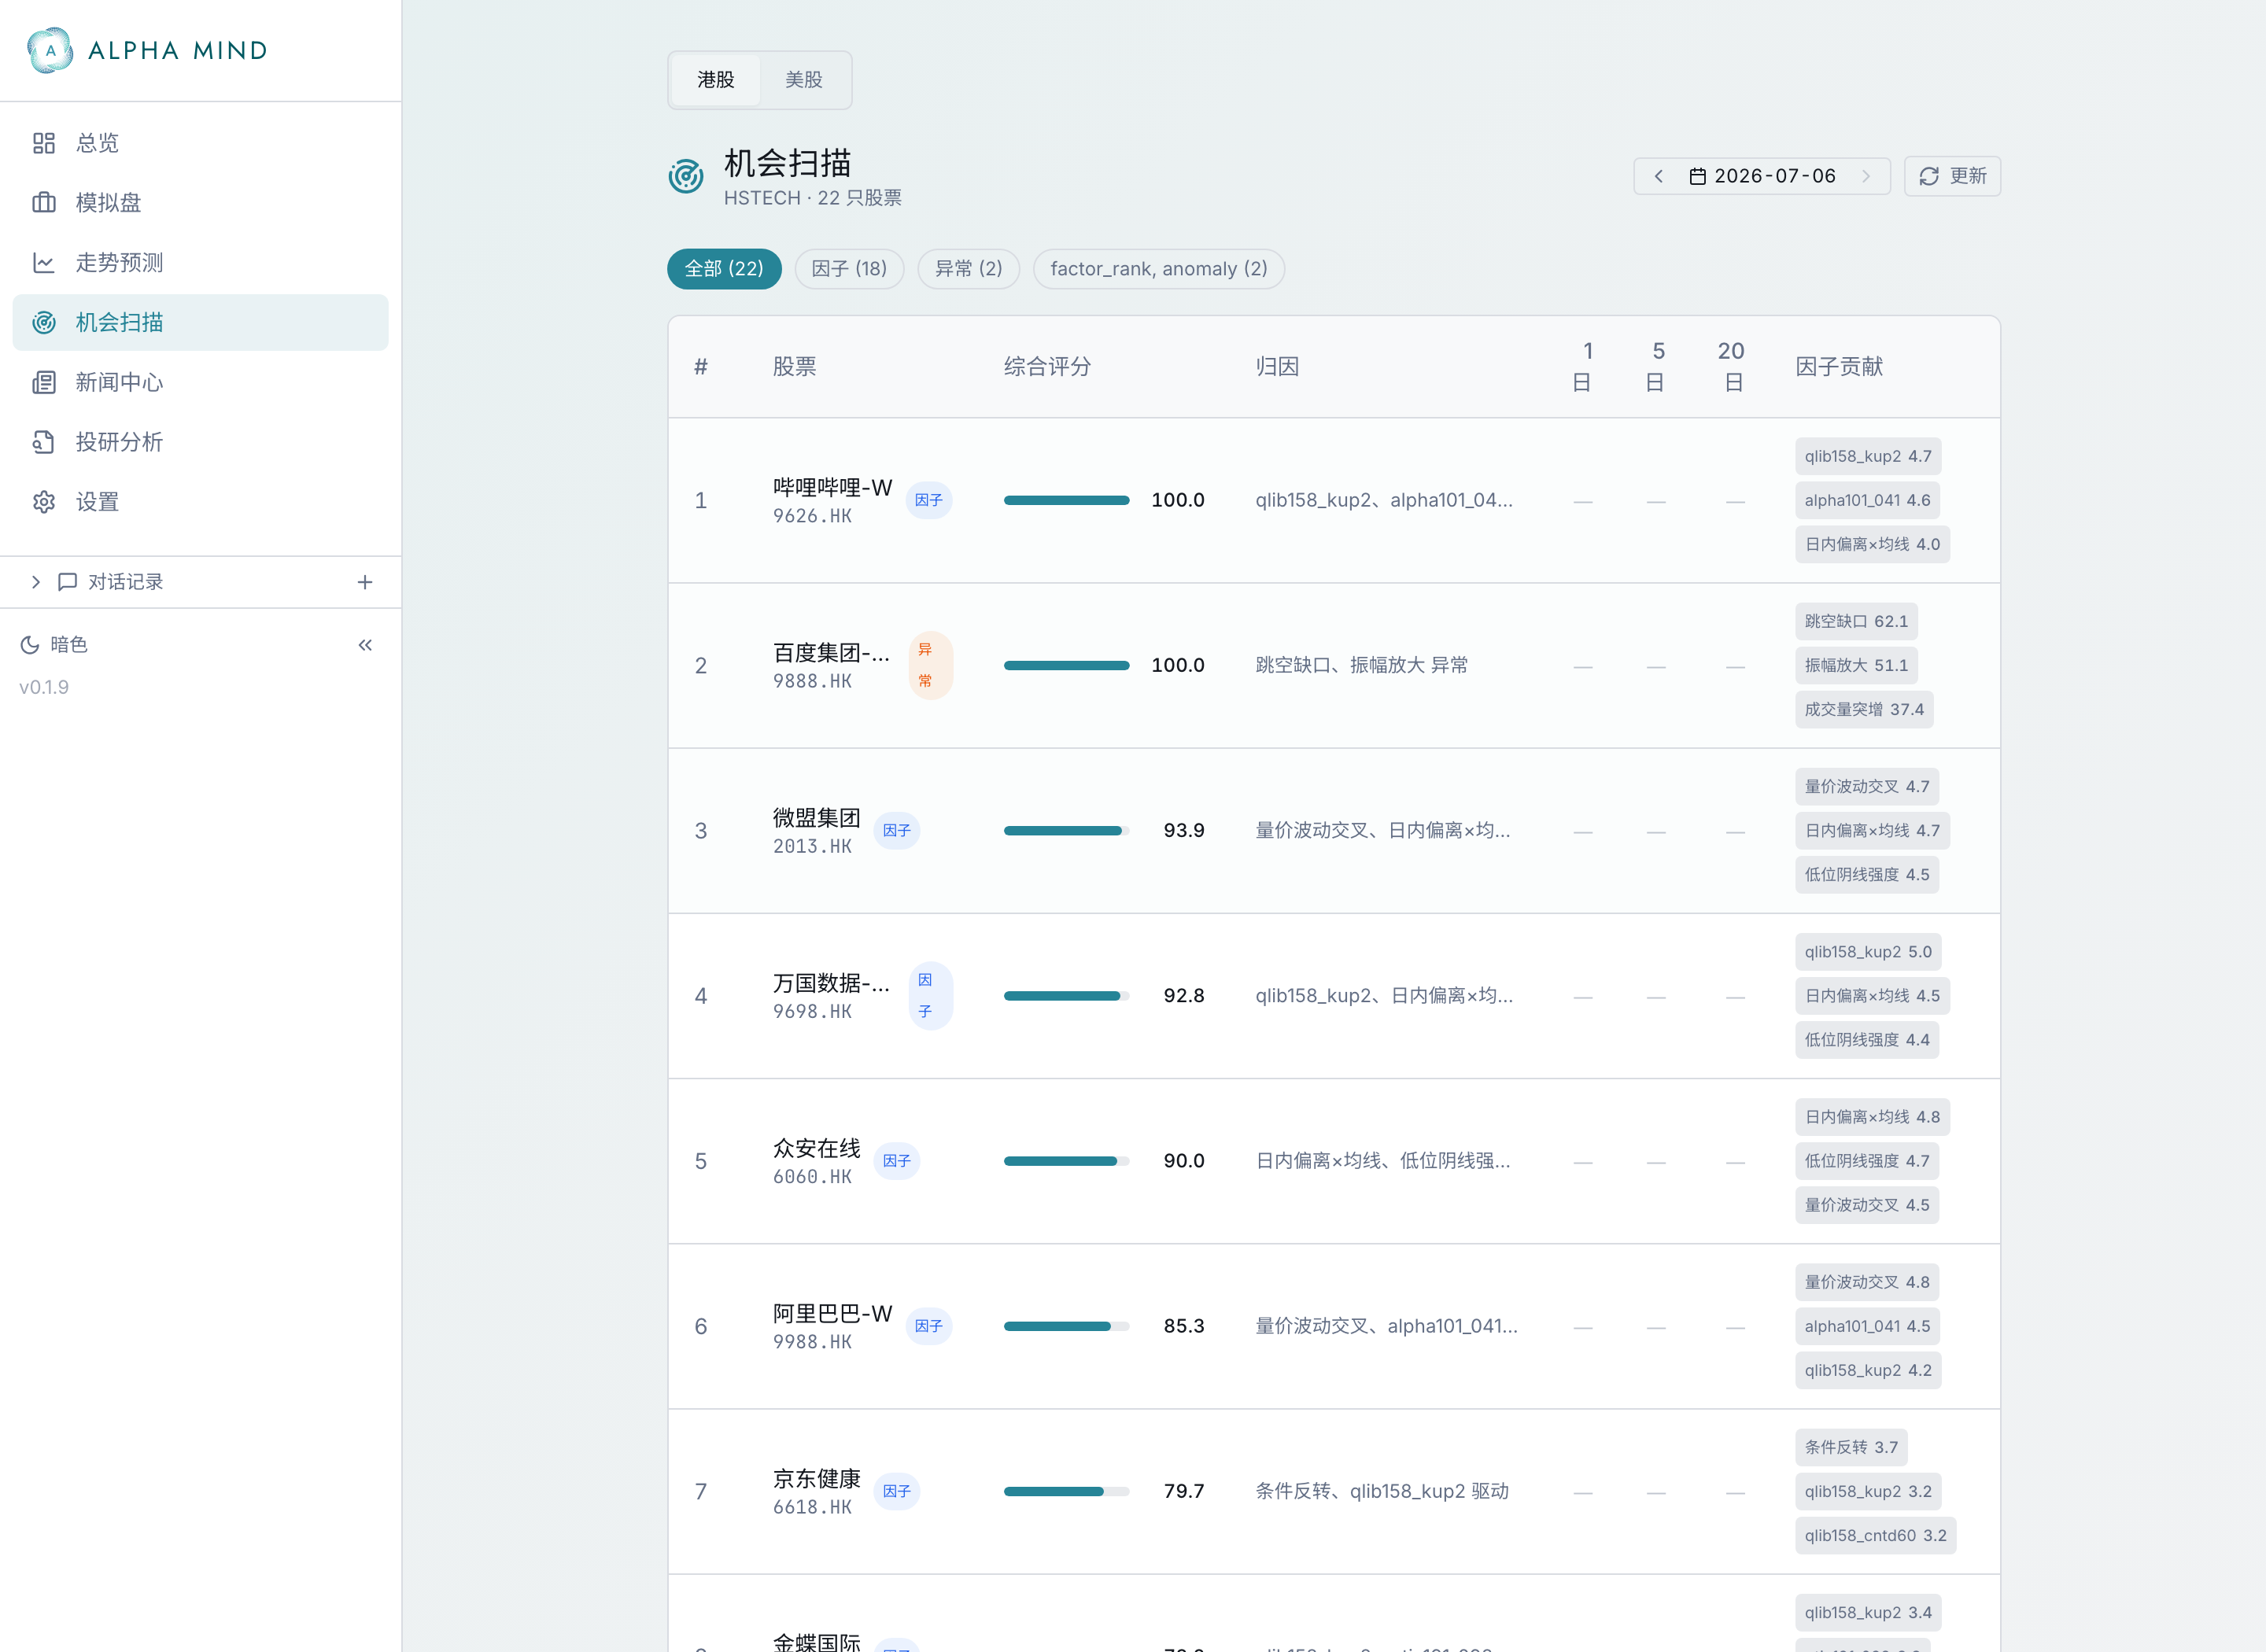 A ALPHA MIND
总览
模拟盘
走势预测
机会扫描
新闻中心
投研分析
设置
对话记录
暗色
v0.1.9
港股 美股
机会扫描
HSTECH · 22 只股票
2026-07-06 更新
全部 (22) 因子 (18) 异常 (2) factor_rank, anomaly (2)
# 股票 综合评分 归因 1日 5日 20日 因子贡献
1 哔哩哔哩-W 9626.HK 因子 100.0 qlib158_kup2、alpha101_04... — — —
qlib158_kup2 4.7
alpha101_041 4.6
日内偏离×均线 4.0
2 百度集团-... 9888.HK 异常 100.0 跳空缺口、振幅放大 异常 — — —
跳空缺口 62.1
振幅放大 51.1
成交量突增 37.4
3 微盟集团 2013.HK 因子 93.9 量价波动交叉、日内偏离×均... — — —
量价波动交叉 4.7
日内偏离×均线 4.7
低位阴线强度 4.5
4 万国数据-... 9698.HK 因子 92.8 qlib158_kup2、日内偏离×均... — — —
qlib158_kup2 5.0
日内偏离×均线 4.5
低位阴线强度 4.4
5 众安在线 6060.HK 因子 90.0 日内偏离×均线、低位阴线强... — — —
日内偏离×均线 4.8
低位阴线强度 4.7
量价波动交叉 4.5
6 阿里巴巴-W 9988.HK 因子 85.3 量价波动交叉、alpha101_041... — — —
量价波动交叉 4.8
alpha101_041 4.5
qlib158_kup2 4.2
7 京东健康 6618.HK 因子 79.7 条件反转、qlib158_kup2 驱动 — — —
条件反转 3.7
qlib158_kup2 3.2
qlib158_cntd60 3.2
金蝶国际
qlib158_kup2 3.4